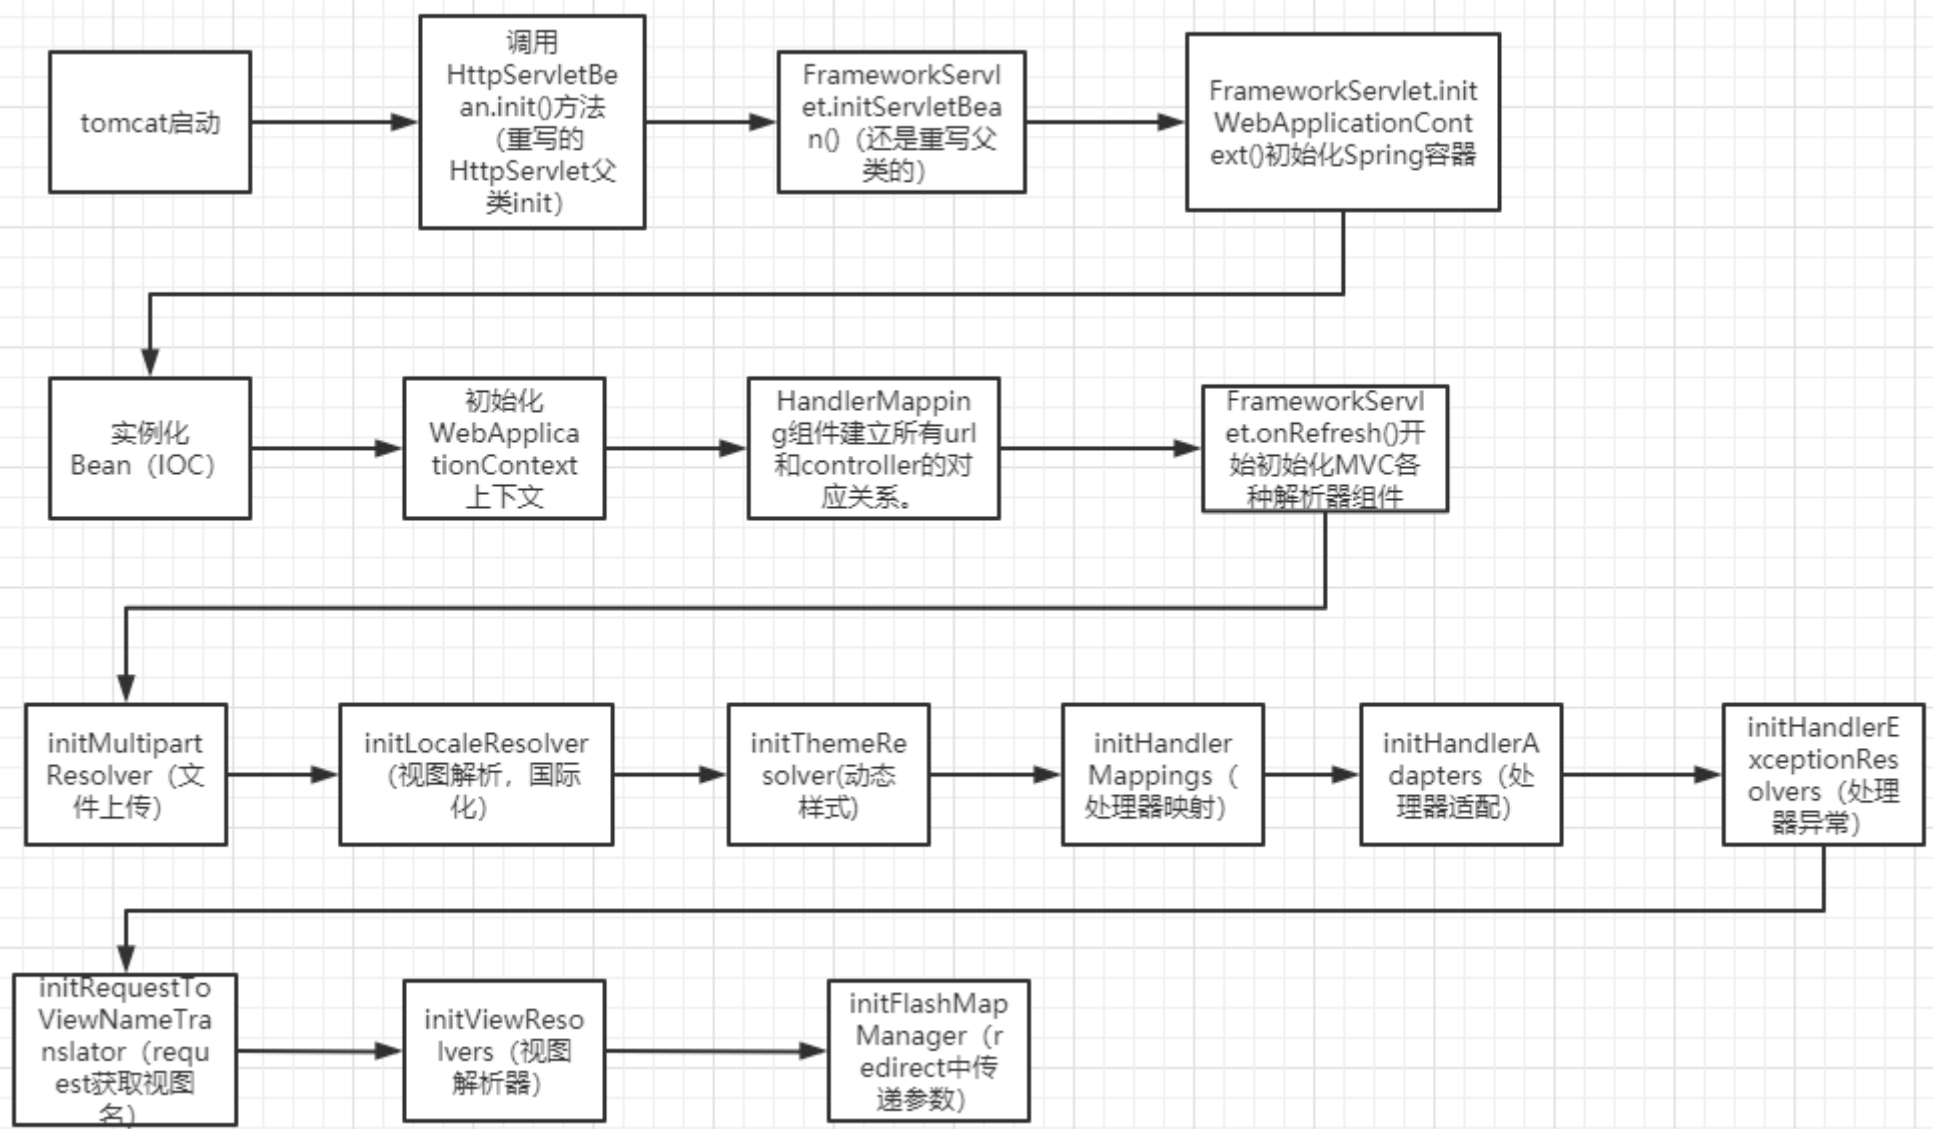 tomcat启动
调用
HttpServletBe
an.init()方法
（重写的
HttpServlet父
类init）
FrameworkServl
et.initServletBea
n()（还是重写父
类的）
FrameworkServlet.init
WebApplicationCont
ext()初始化Spring容器
实例化
Bean（IOC）
初始化
WebApplica
tionContext
上下文
HandlerMappin
g组件建立所有url
和controller的对
应关系。
FrameworkServl
et.onRefresh()开
始初始化MVC各
种解析器组件
initMultipart
Resolver（文
件上传）
initLocaleResolver
（视图解析，国际
化）
initThemeRe
solver(动态
样式)
initHandler
Mappings（
处理器映射）
initHandlerA
dapters（处
理器适配）
initHandlerE
xceptionRes
olvers（处理
器异常）
initRequestTo
ViewNameTra
nslator（requ
est获取视图
名）
initViewReso
lvers（视图
解析器）
initFlashMap
Manager（r
edirect中传
递参数）